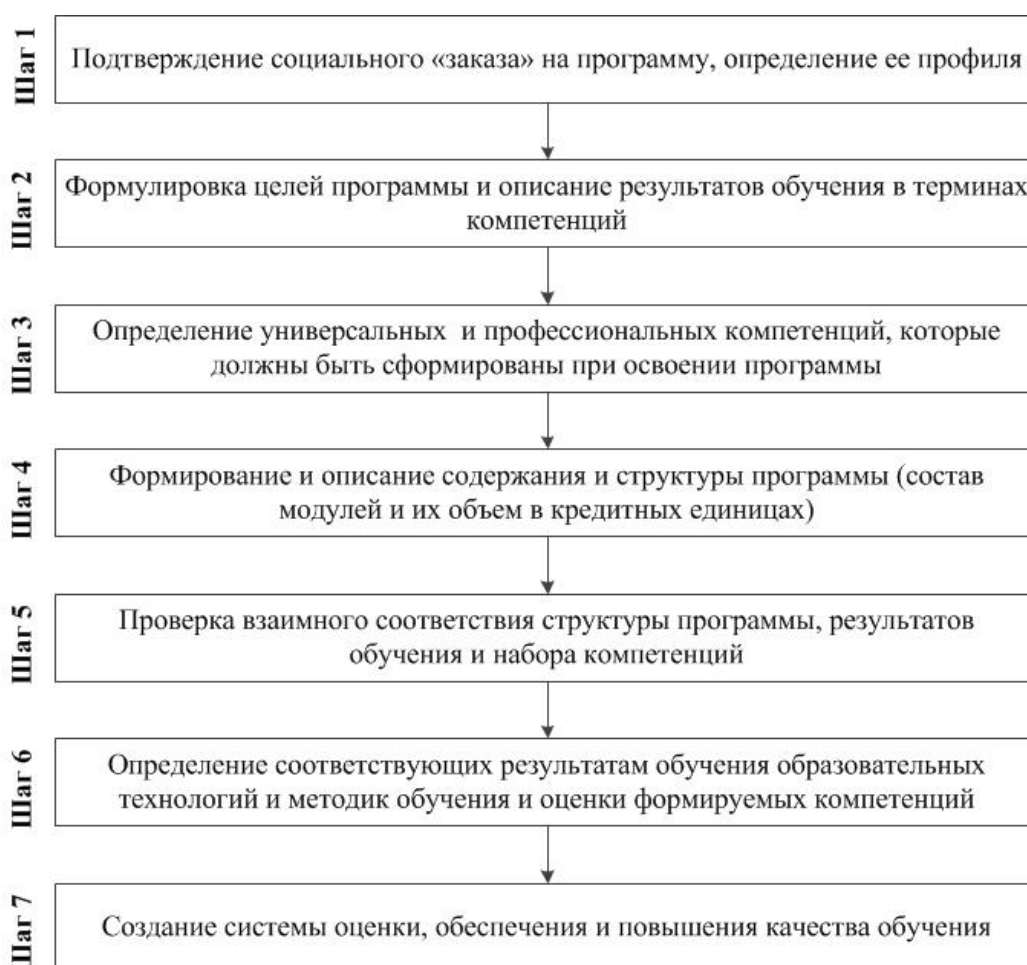 Шаг 1
Подтверждение социального «заказа» на программу, определение ее профиля
Шаг 2
Формулировка целей программы и описание результатов обучения в терминах
компетенций
Шаг 3
Определение универсальных и профессиональных компетенций, которые
должны быть сформированы при освоении программы
Шаг 4
Формирование и описание содержания и структуры программы (состав
модулей и их объем в кредитных единицах)
Шаг 5
Проверка взаимного соответствия структуры программы, результатов
обучения и набора компетенций
Шаг 6
Определение соответствующих результатам обучения образовательных
технологий и методик обучения и оценки формируемых компетенций
Шаг 7
Создание системы оценки, обеспечения и повышения качества обучения